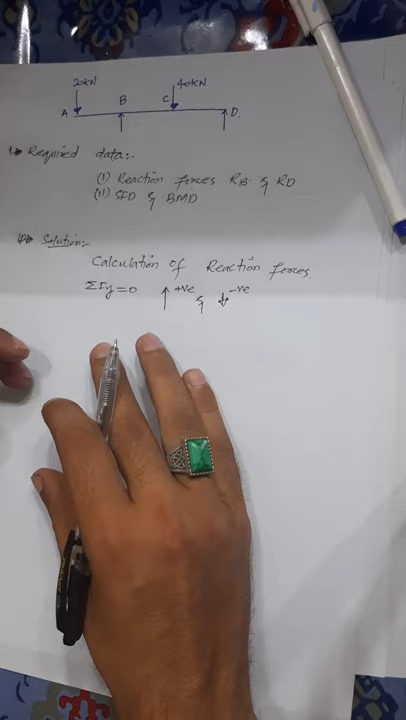 20kN 40kN
A B C D.
Required data:-
(i) Reaction forces RB & RD
(ii) SFD & BMD
Solution:-
Calculation of Reaction forces.
ΣFy=0 ↑+ve & ↓-ve